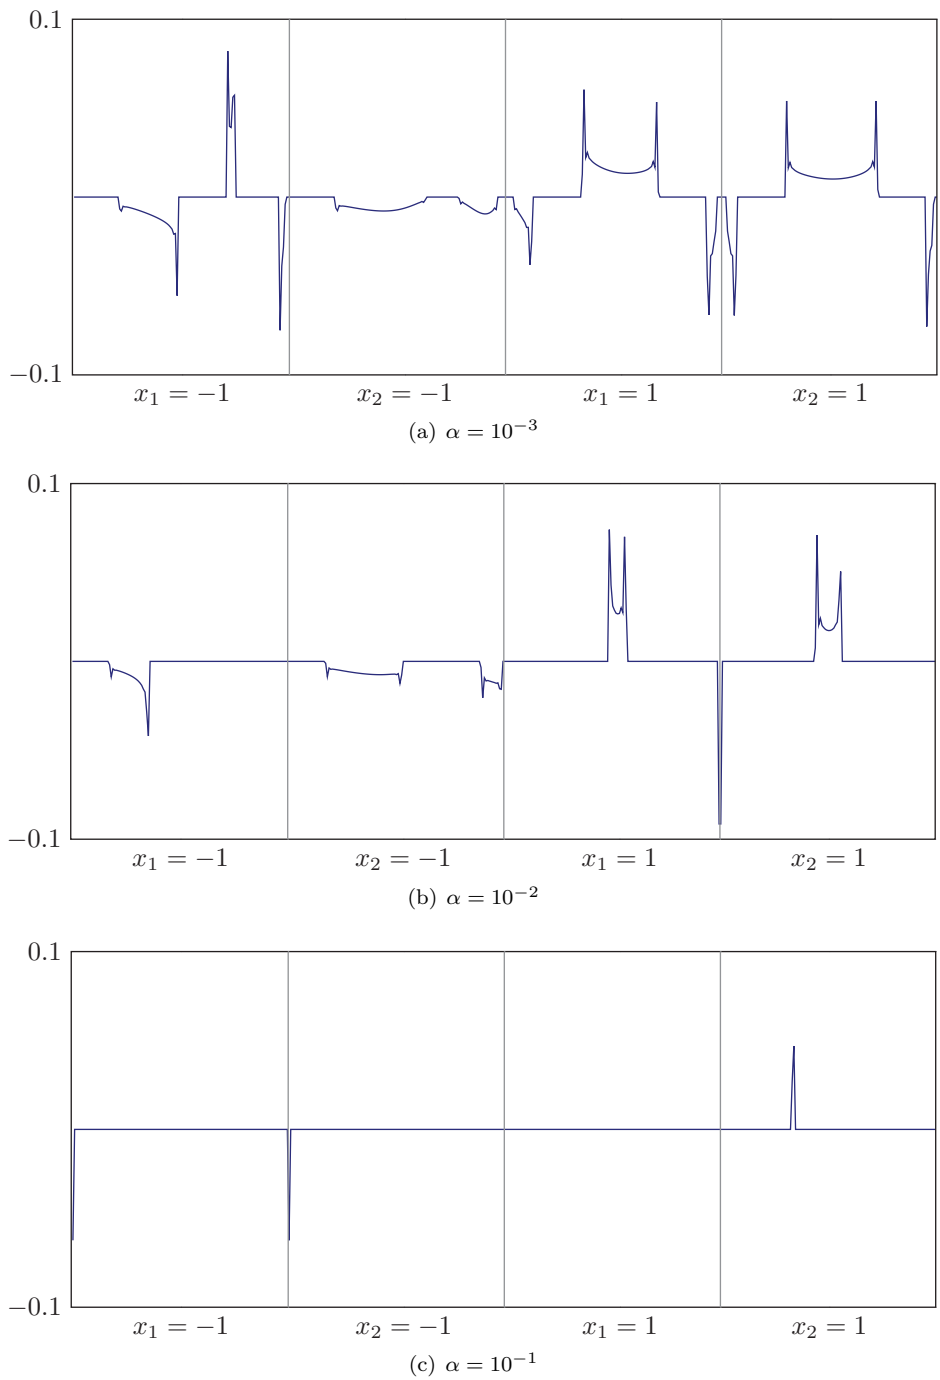 0.1
−0.1
x₁ = −1 x₂ = −1 x₁ = 1 x₂ = 1
(a) α = 10⁻³
0.1
−0.1
x₁ = −1 x₂ = −1 x₁ = 1 x₂ = 1
(b) α = 10⁻²
0.1
−0.1
x₁ = −1 x₂ = −1 x₁ = 1 x₂ = 1
(c) α = 10⁻¹